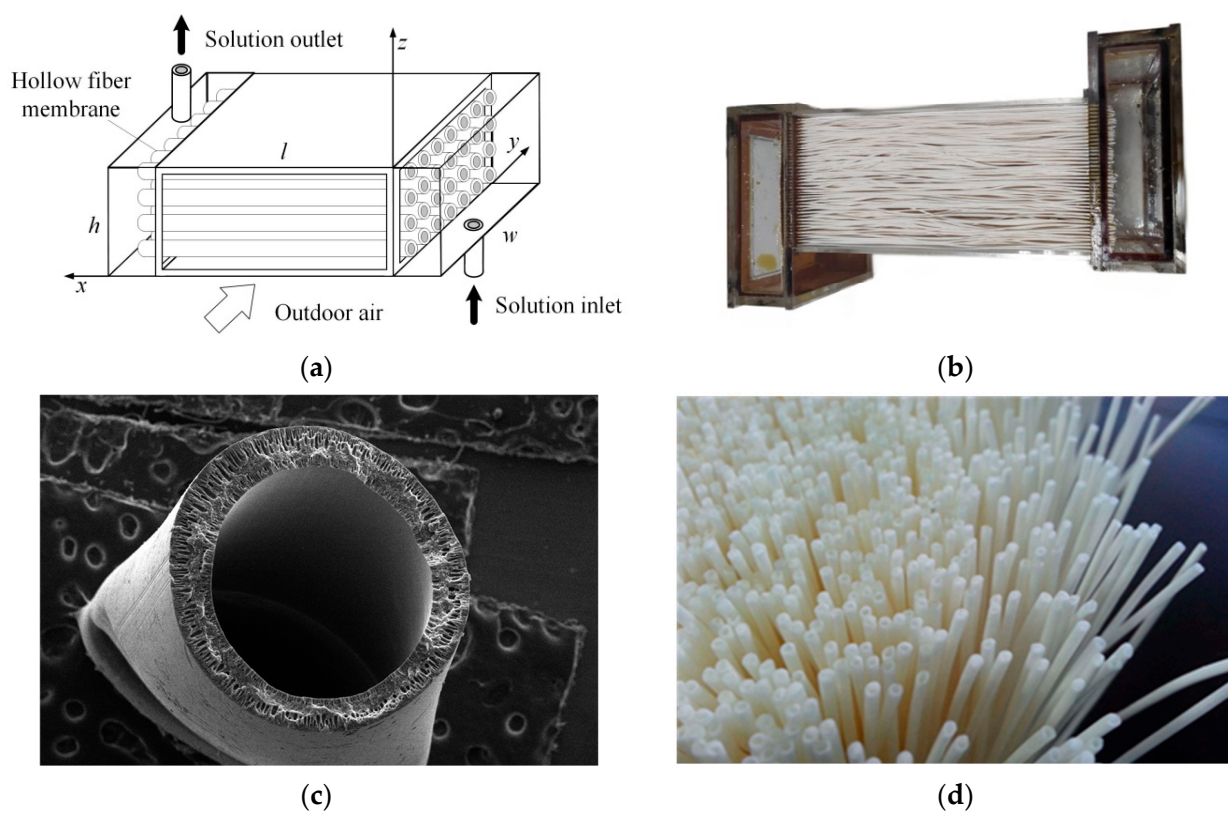 Solution outlet
z
Hollow fiber
membrane
l
y
h
w
x
Outdoor air
Solution inlet
(a)
(b)
(c)
(d)